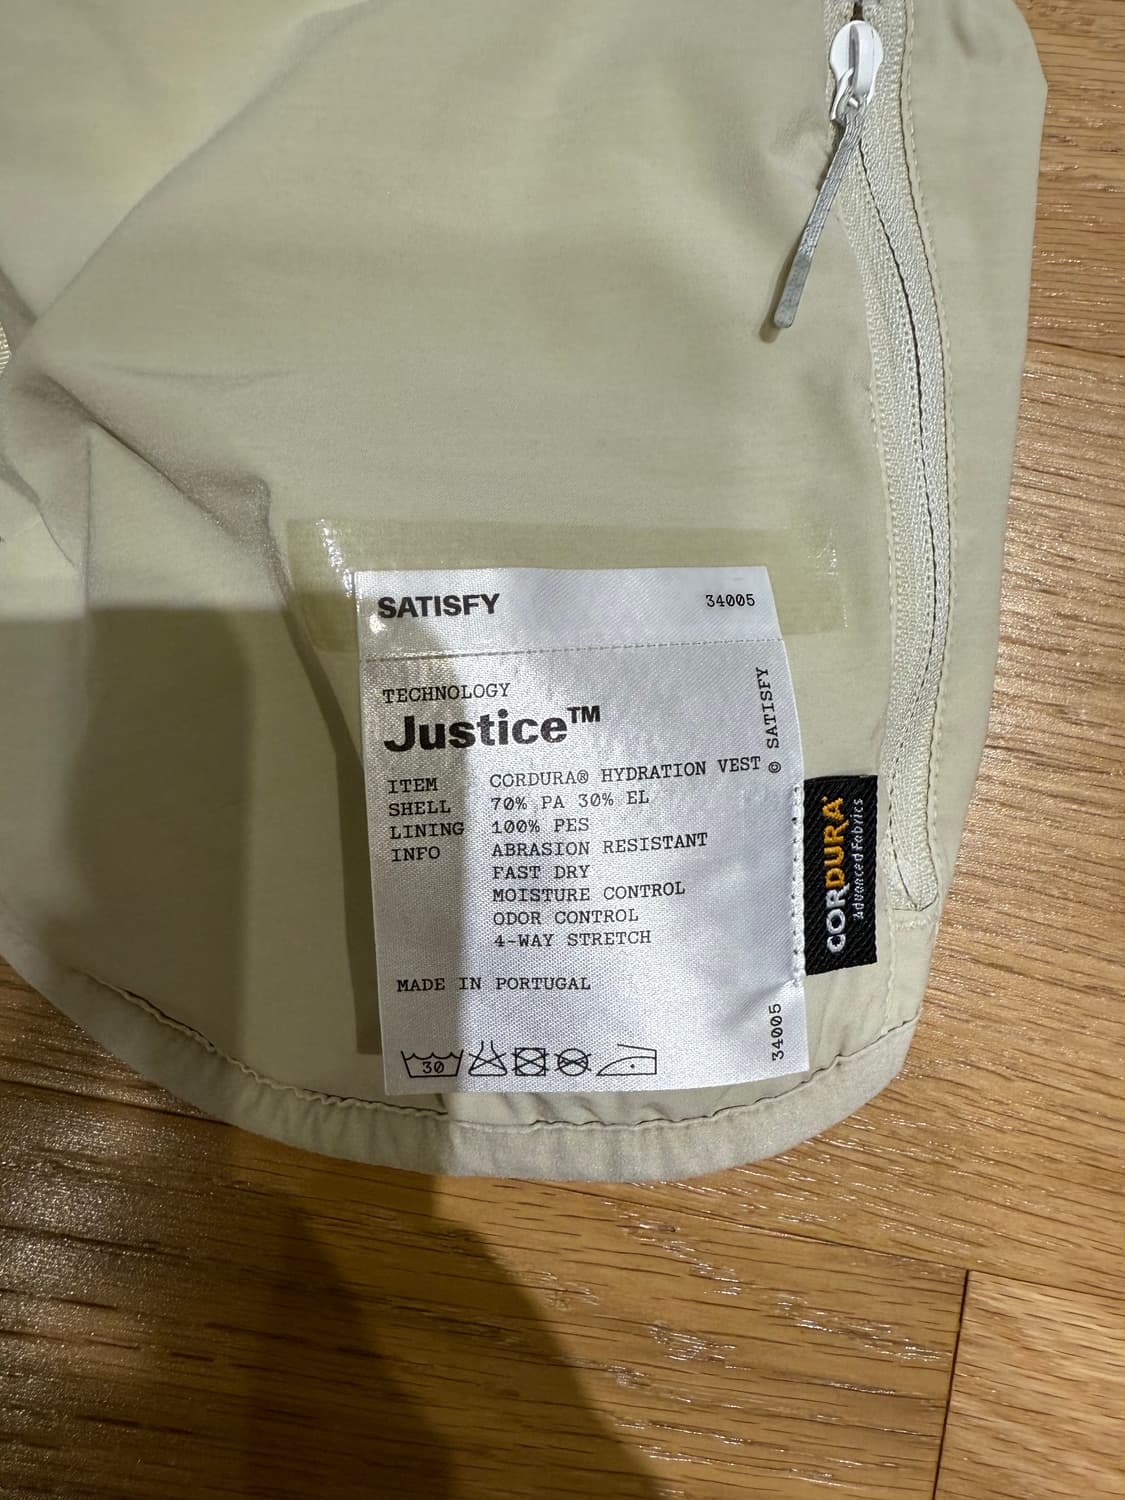 SATISFY 34005
TECHNOLOGY
Justice™
ITEM CORDURA® HYDRATION VEST
SHELL 70% PA 30% EL
LINING 100% PES
INFO ABRASION RESISTANT
FAST DRY
MOISTURE CONTROL
ODOR CONTROL
4-WAY STRETCH
MADE IN PORTUGAL
30
© SATISFY
34005
CORDURA®
Advanced Fabrics